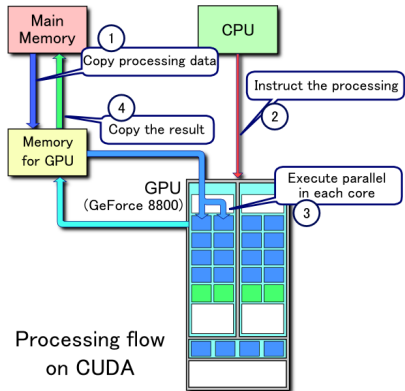 Main
Memory
CPU
1
Copy processing data
Instruct the processing
2
4
Copy the result
Memory
for GPU
GPU
(GeForce 8800)
Execute parallel
in each core
3
Processing flow
on CUDA